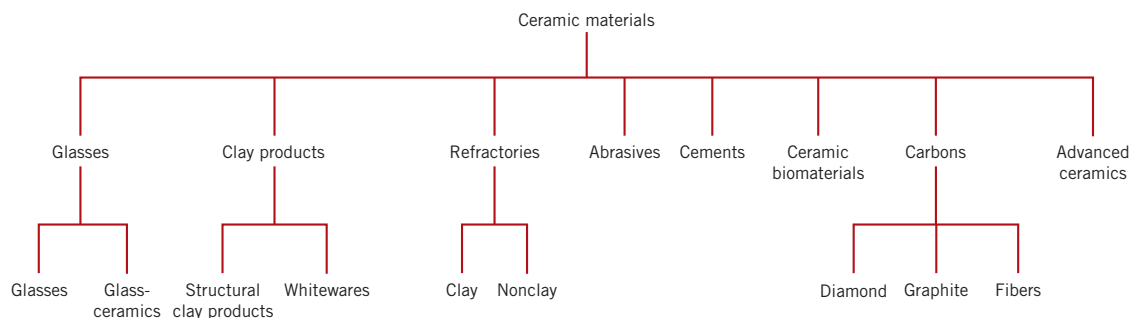 Ceramic materials
Glasses
Clay products
Refractories
Abrasives
Cements
Ceramic
biomaterials
Carbons
Advanced
ceramics
Glasses
Glass-
ceramics
Structural
clay products
Whitewares
Clay
Nonclay
Diamond
Graphite
Fibers